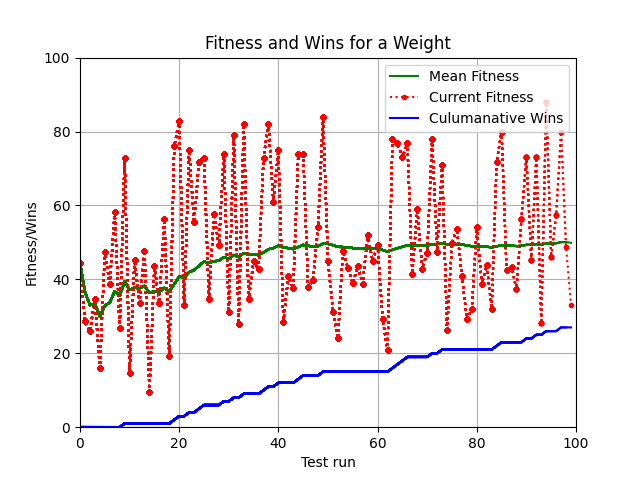 Fitness and Wins for a Weight
100
80
60
40
20
0
Fitness/Wins
Mean Fitness
Current Fitness
Culumanative Wins
0 20 40 60 80 100
Test run